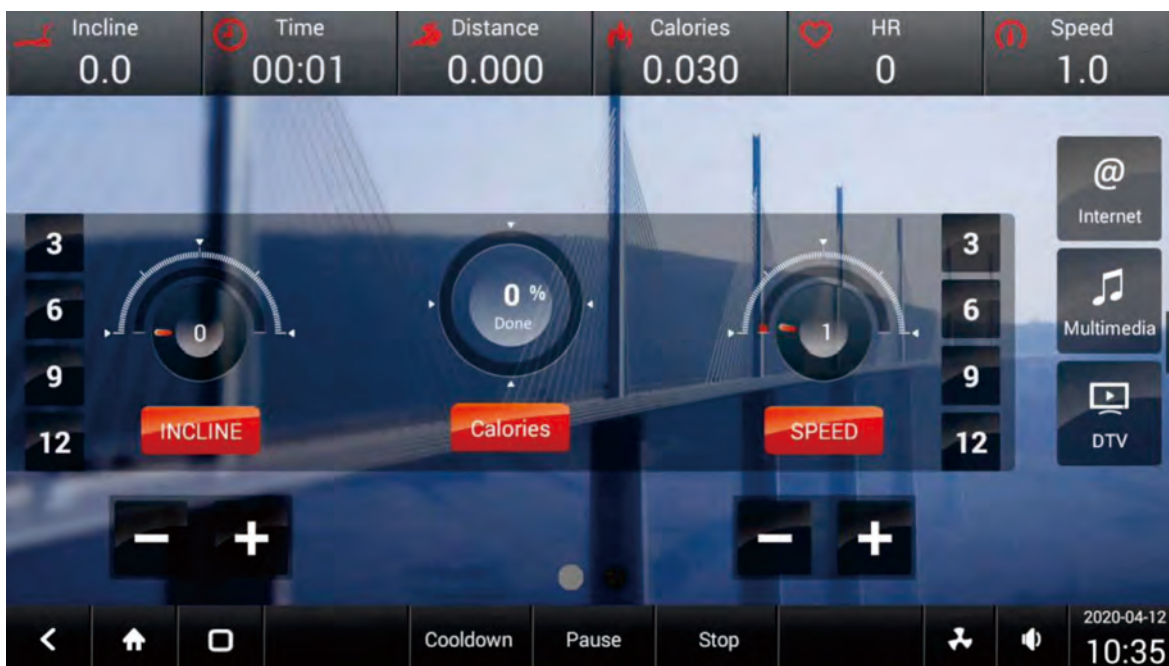 Incline
0.0
Time
00:01
Distance
0.000
Calories
0.030
HR
0
Speed
1.0
@
Internet
Multimedia
DTV
3
6
9
12
0
INCLINE
0 %
Done
Calories
1
SPEED
3
6
9
12
− +
− +
Cooldown
Pause
Stop
2020-04-12
10:35